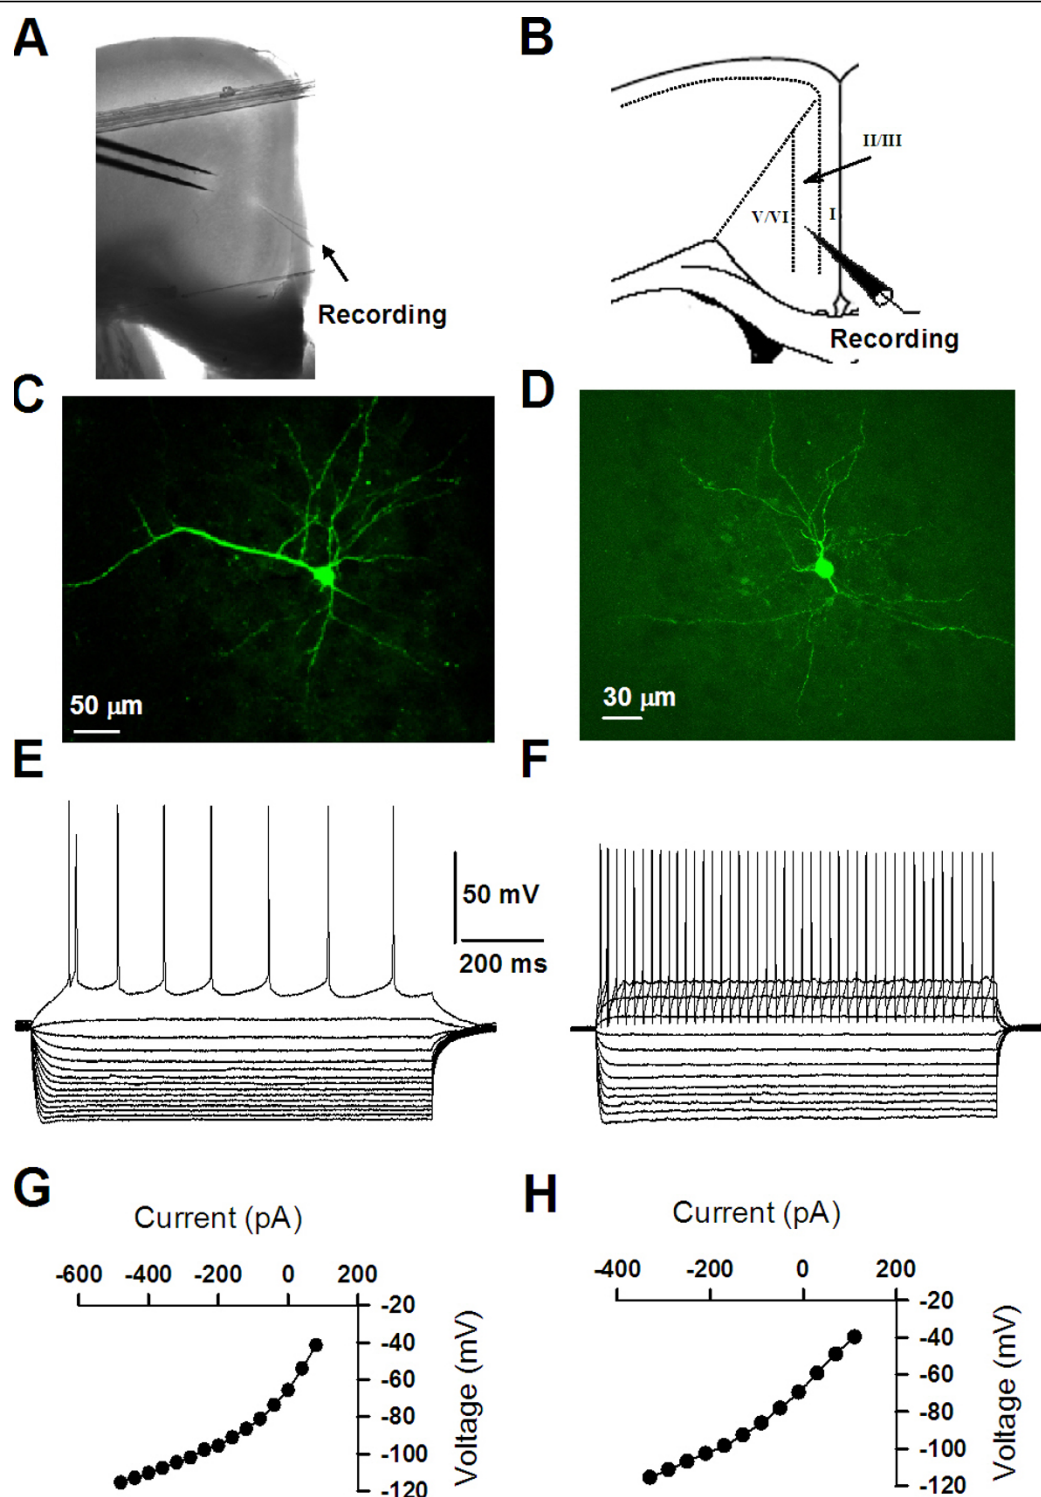 A
B
II/III
V/VI
I
Recording
Recording
C
D
50 μm
30 μm
E
F
50 mV
200 ms
G
H
Current (pA)
Current (pA)
-600 -400 -200 0 200
-400 -200 0 200
-20
-40
-60
-80
-100
-120
Voltage (mV)
-20
-40
-60
-80
-100
-120
Voltage (mV)